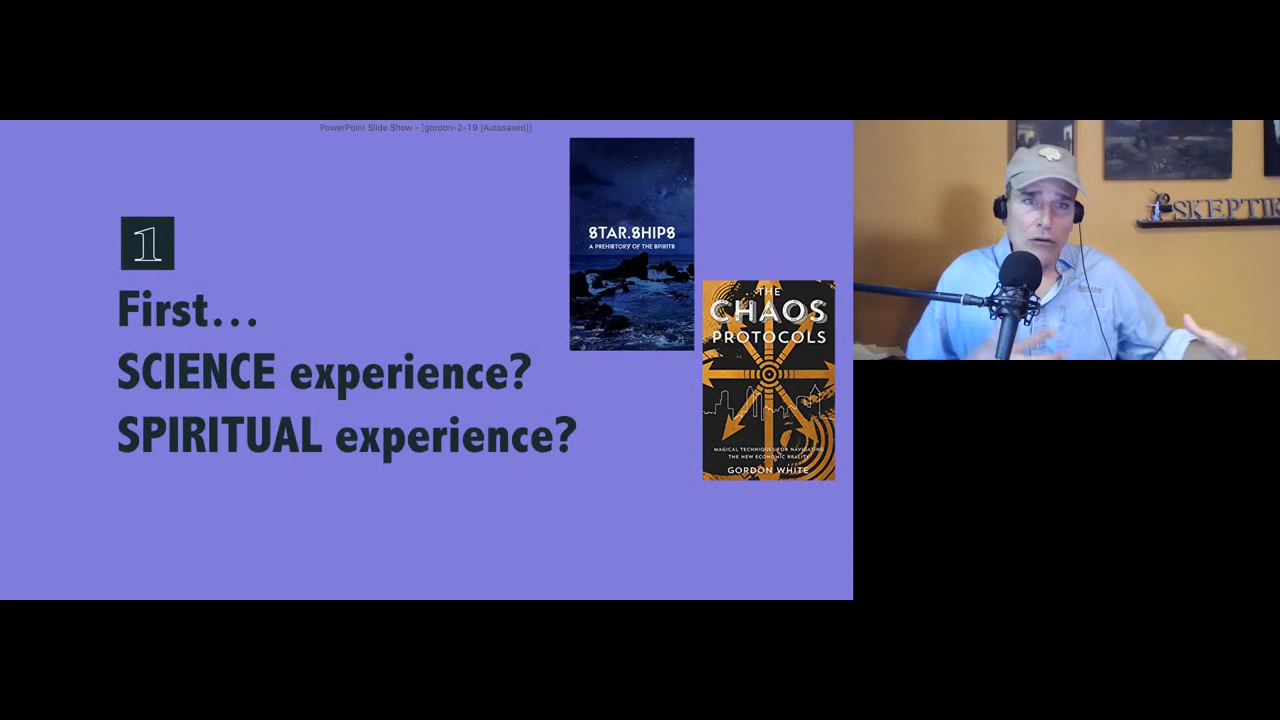 PowerPoint Slide Show - [gordon-2-19 [Autosaved]]
1
First...
SCIENCE experience?
SPIRITUAL experience?
STAR.SHIPS
A PREHISTORY OF THE SPIRITS
THE
CHAOS
PROTOCOLS
MAGICAL TECHNIQUES FOR NAVIGATING
THE NEW ECONOMIC REALITY
GORDON WHITE
SKEPTIK